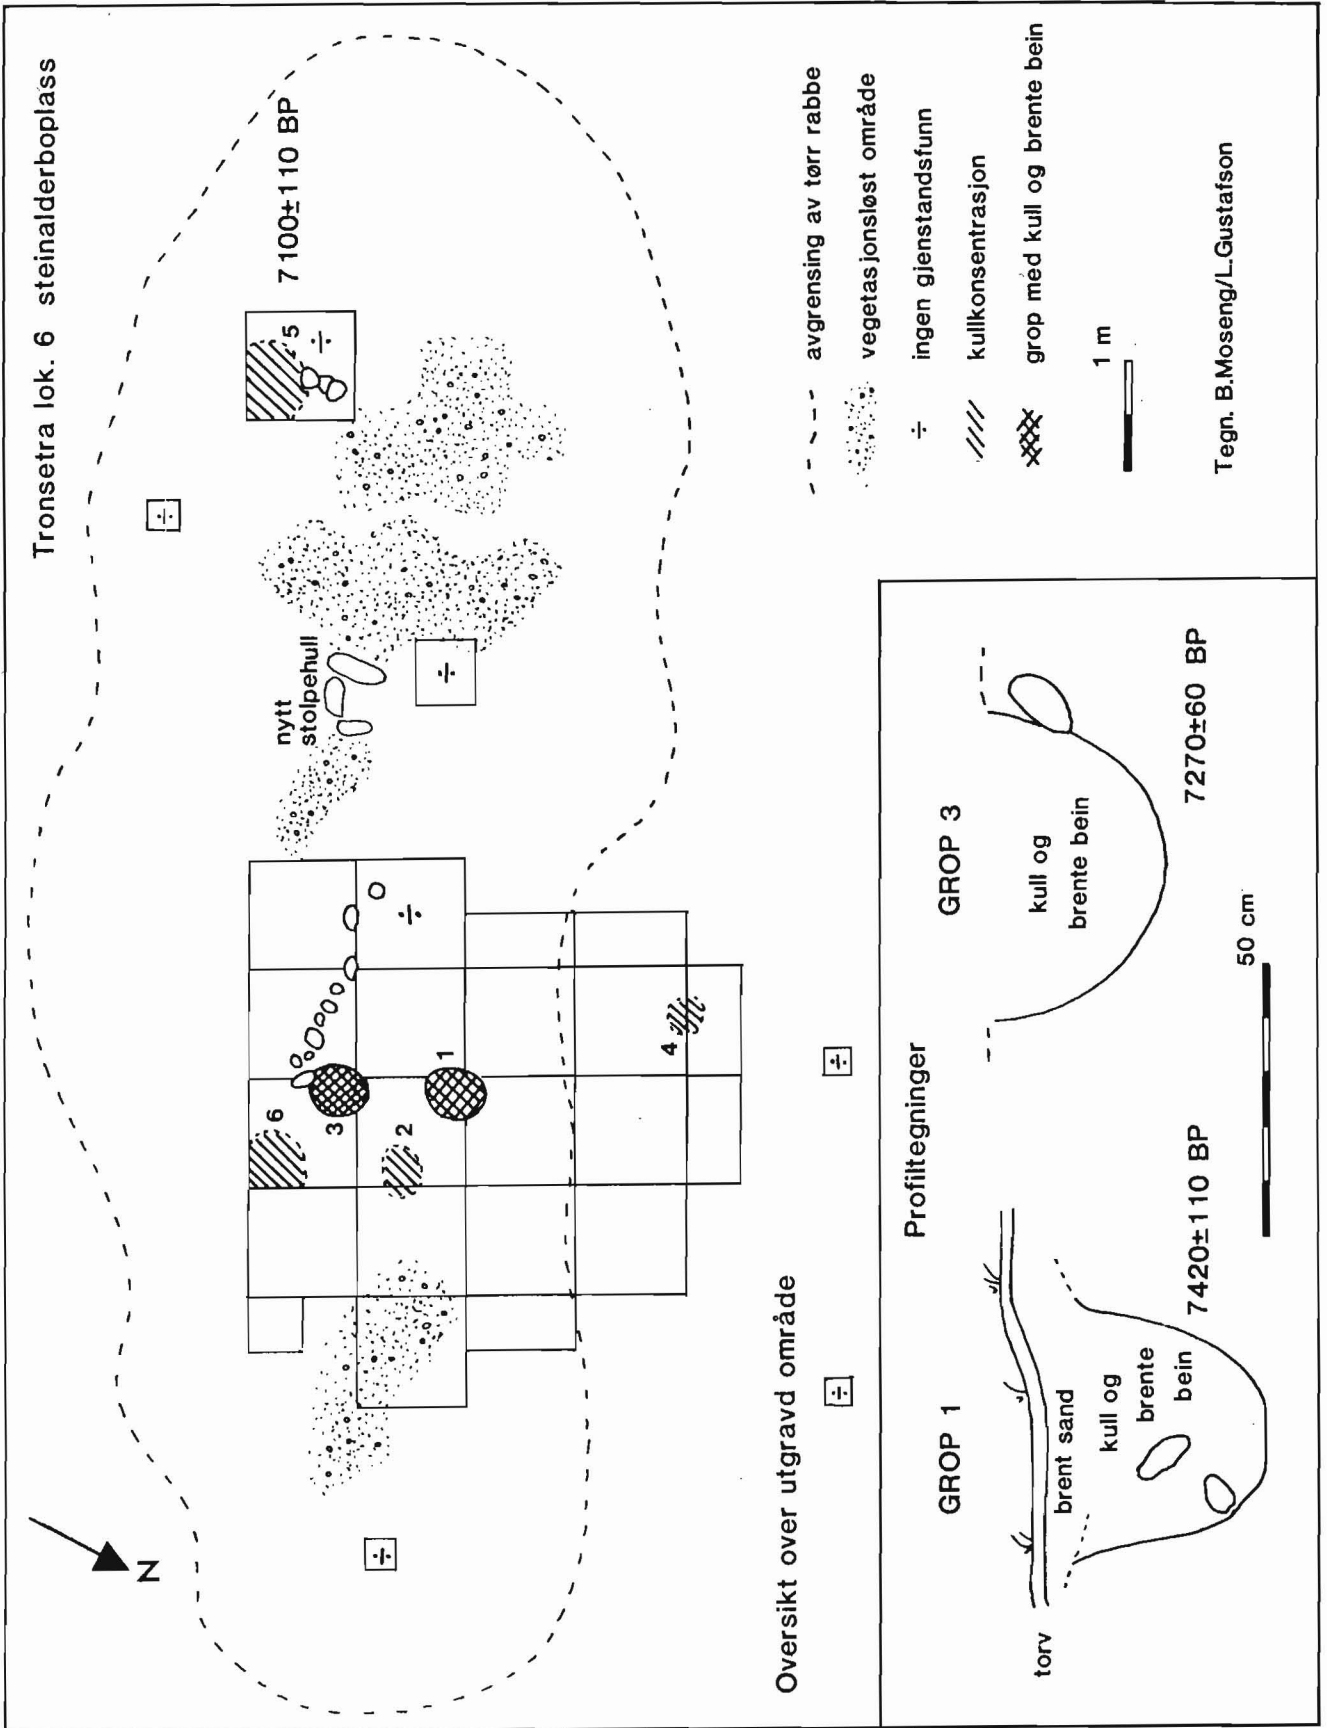 Tronsetra lok. 6 steinalderboplass
7100±110 BP
5
÷
÷
nytt
stolpehull
÷
÷
6
3
1
2
4
÷
÷
÷
N
Oversikt over utgravd område
avgrensing av tørr rabbe
vegetasjonsløst område
÷ ingen gjenstandsfunn
kullkonsentrasjon
grop med kull og brente bein
1 m
Tegn. B.Moseng/L.Gustafson
Profiltegninger
GROP 1
torv
brent sand
kull og
brente
bein
7420±110 BP
GROP 3
kull og
brente bein
7270±60 BP
50 cm